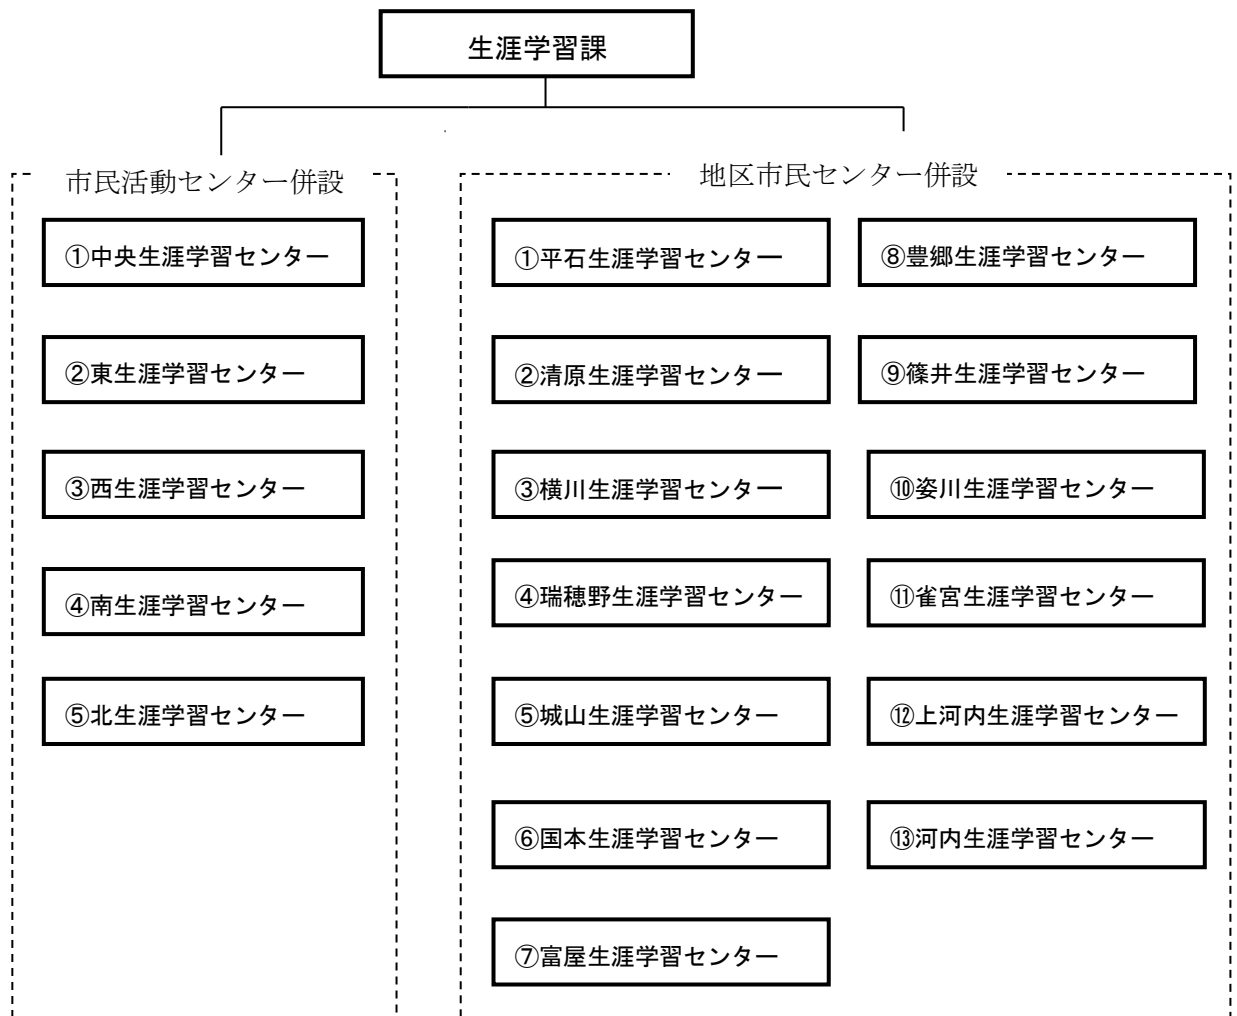 生涯学習課
市民活動センター併設
①中央生涯学習センター
②東生涯学習センター
③西生涯学習センター
④南生涯学習センター
⑤北生涯学習センター
地区市民センター併設
①平石生涯学習センター
②清原生涯学習センター
③横川生涯学習センター
④瑞穂野生涯学習センター
⑤城山生涯学習センター
⑥国本生涯学習センター
⑦富屋生涯学習センター
⑧豊郷生涯学習センター
⑨篠井生涯学習センター
⑩姿川生涯学習センター
⑪雀宮生涯学習センター
⑫上河内生涯学習センター
⑬河内生涯学習センター